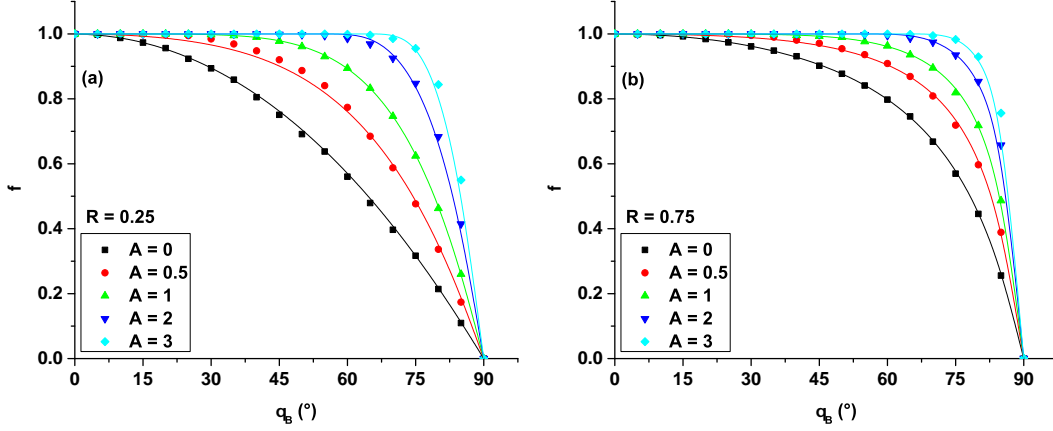 1.0
0.8
0.6
0.4
0.2
0.0
f
(a)
R = 0.25
A = 0
A = 0.5
A = 1
A = 2
A = 3
0 15 30 45 60 75 90
q_B (°)
1.0
0.8
0.6
0.4
0.2
0.0
f
(b)
R = 0.75
A = 0
A = 0.5
A = 1
A = 2
A = 3
0 15 30 45 60 75 90
q_B (°)